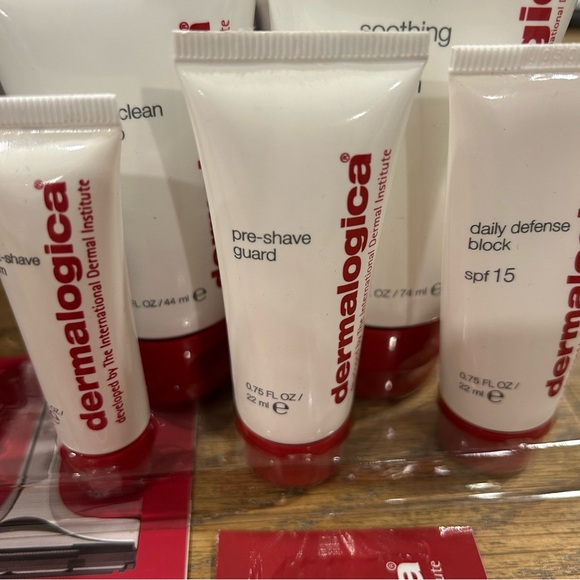 dermalogica®
soothing
clean
FL OZ / 44 ml e
OZ / 74 ml e
-shave
dermalogica®
developed by The International Dermal Institute
pre-shave
guard
dermalogica®
developed by The International Dermal Institute
0.75 FL OZ /
22 ml e
daily defense
block
spf 15
dermalogica
0.75 FL OZ /
22 ml e